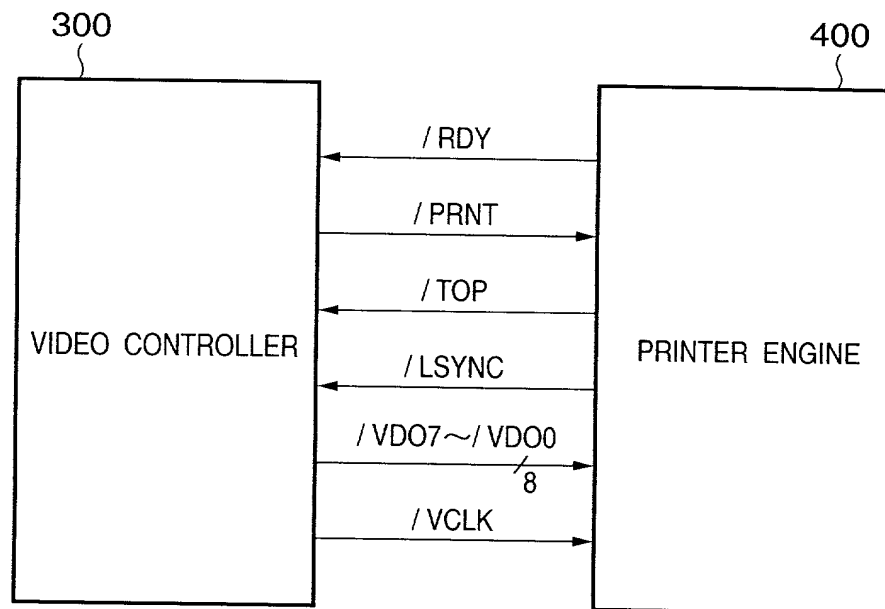 300
400
/ RDY
/ PRNT
/ TOP
VIDEO CONTROLLER
PRINTER ENGINE
/ LSYNC
/ VDO7～/ VDO0
8
/ VCLK